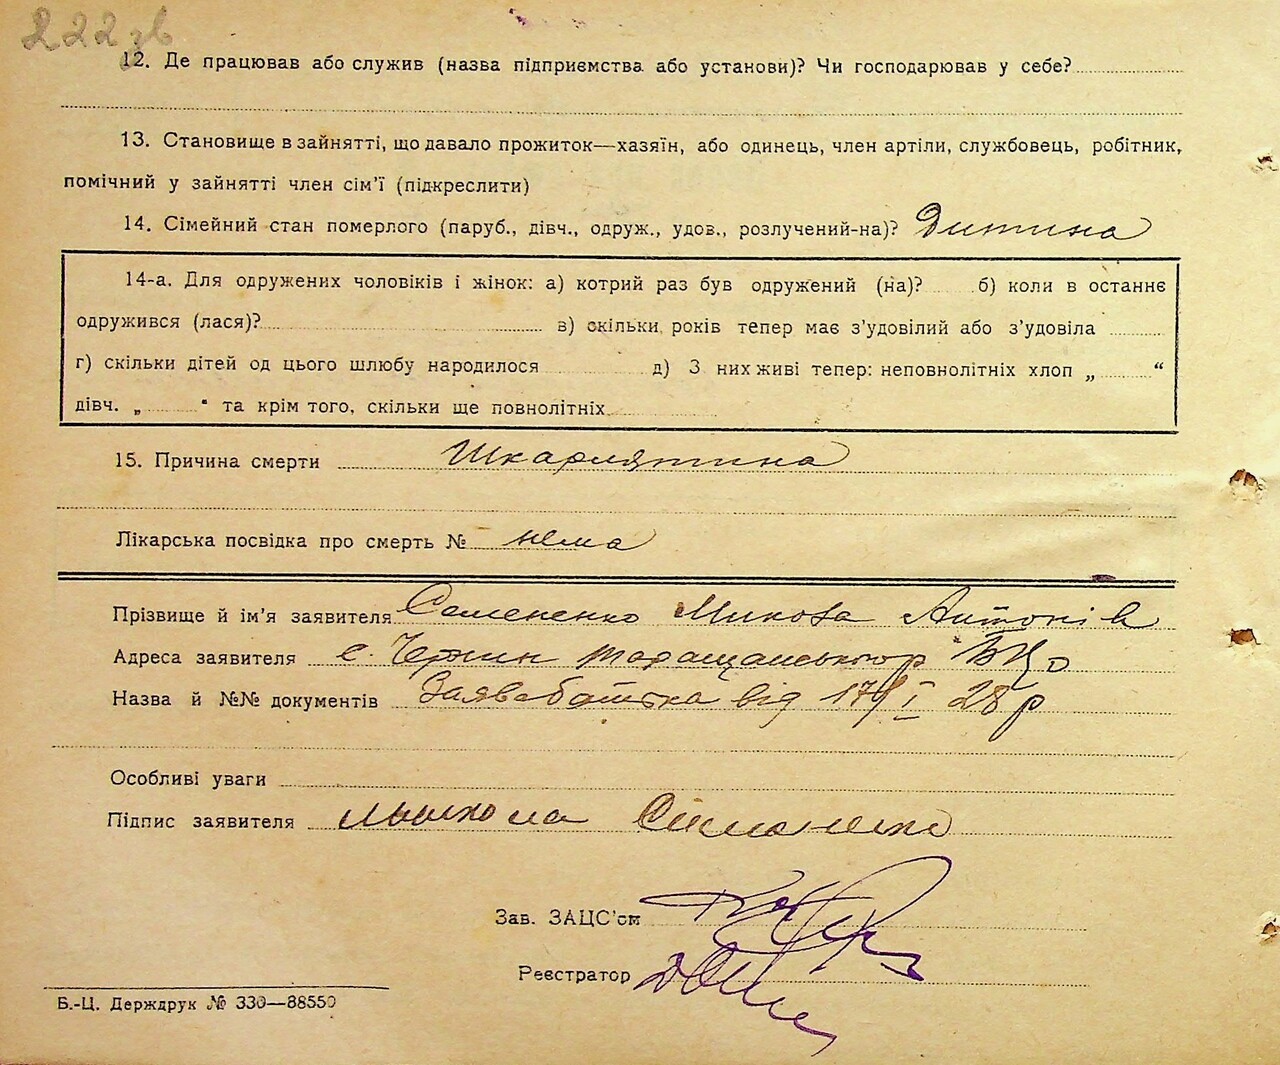 222 зв
12. Де працював або служив (назва підприємства або установи)? Чи господарював у себе?
13. Становище в зайнятті, що давало прожиток—хазяїн, або одинець, член артіли, службовець, робітник,
помічний у зайнятті член сім'ї (підкреслити)
14. Сімейний стан померлого (паруб., дівч., одруж., удов., розлучений-на)? Дитина
14-а. Для одружених чоловіків і жінок: а) котрий раз був одружений (на)? б) коли в останнє
одружився (лася)? в) скільки років тепер має з'удовілий або з'удовіла
г) скільки дітей од цього шлюбу народилося д) З них живі тепер: неповнолітніх хлоп „ “
дівч. „ “ та крім того, скільки ще повнолітніх
15. Причина смерти Шкарлятина
Лікарська посвідка про смерть № нема
Прізвище й ім'я заявителя Семененко Микола Антонів
Адреса заявителя с. Чержин Таращанського р БЦо
Назва й №№ документів Заява батька від 17/I 28 р
Особливі уваги
Підпис заявителя Мыкола
Зав. ЗАЦС'ом
Реєстратор
Б.-Ц. Держдрук № 330—88550